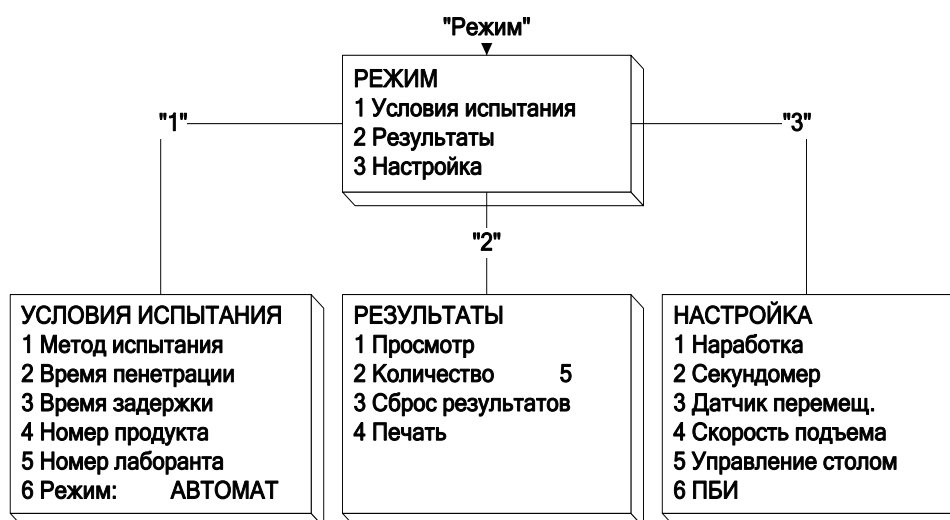 "Режим"
РЕЖИМ
1 Условия испытания
2 Результаты
3 Настройка
"1"
"3"
"2"
УСЛОВИЯ ИСПЫТАНИЯ
1 Метод испытания
2 Время пенетрации
3 Время задержки
4 Номер продукта
5 Номер лаборанта
6 Режим: АВТОМАТ
РЕЗУЛЬТАТЫ
1 Просмотр
2 Количество 5
3 Сброс результатов
4 Печать
НАСТРОЙКА
1 Наработка
2 Секундомер
3 Датчик перемещ.
4 Скорость подъема
5 Управление столом
6 ПБИ